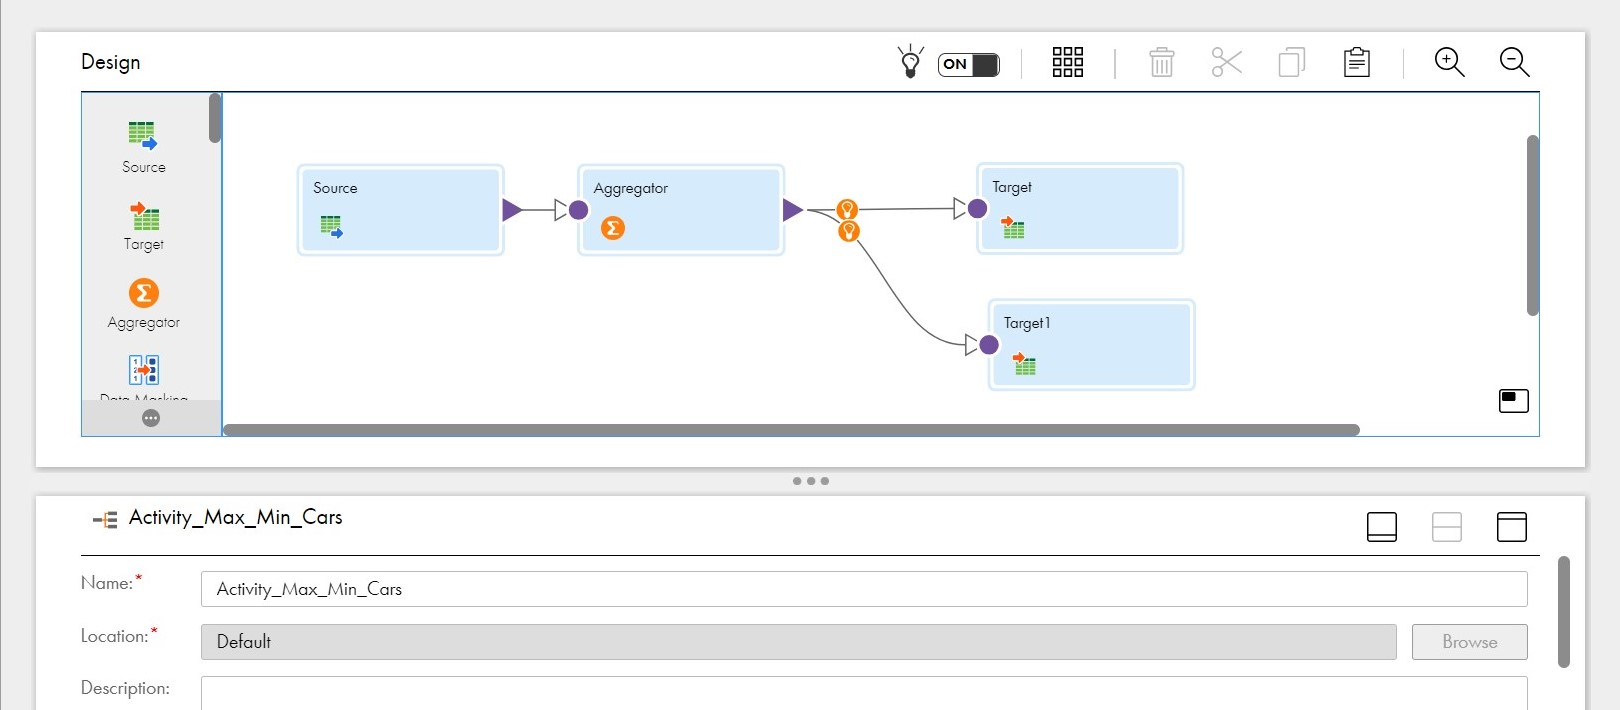 Design
ON
Source
Target
Aggregator
Data Masking
Source
Aggregator
Target
Target1
Activity_Max_Min_Cars
Name:*
Activity_Max_Min_Cars
Location:*
Default
Browse
Description: